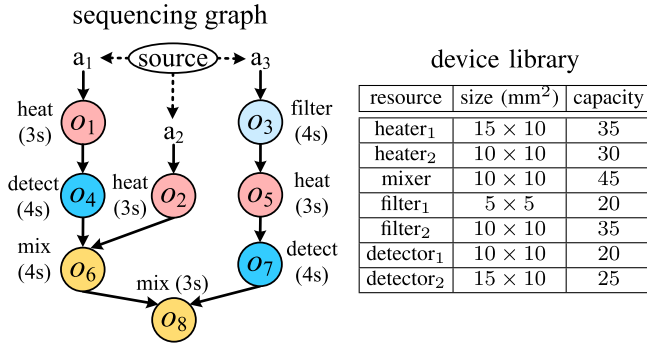 sequencing graph
a1 source a3
heat (3s) o1
filter (4s) o3
a2
detect (4s) o4
heat (3s) o2
heat (3s) o5
mix (4s) o6
detect (4s) o7
mix (3s)
o8
device library
resource size (mm²) capacity
heater1 15 × 10 35
heater2 10 × 10 30
mixer 10 × 10 45
filter1 5 × 5 20
filter2 10 × 10 35
detector1 10 × 10 20
detector2 15 × 10 25